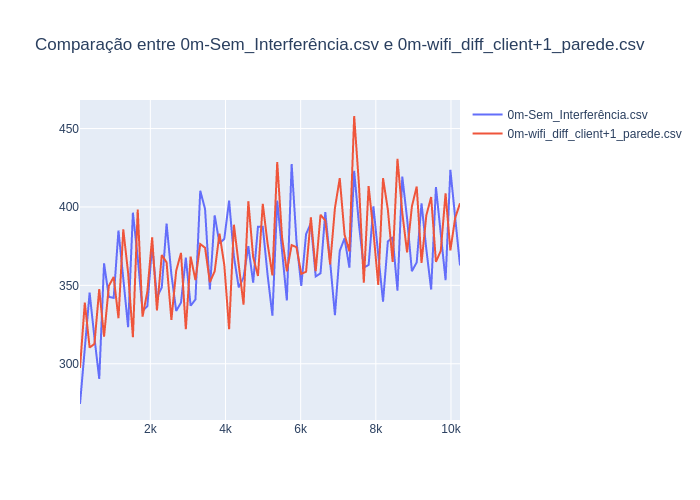 Comparação entre 0m-Sem_Interferência.csv e 0m-wifi_diff_client+1_parede.csv
0m-Sem_Interferência.csv
0m-wifi_diff_client+1_parede.csv
450
400
350
300
2k
4k
6k
8k
10k